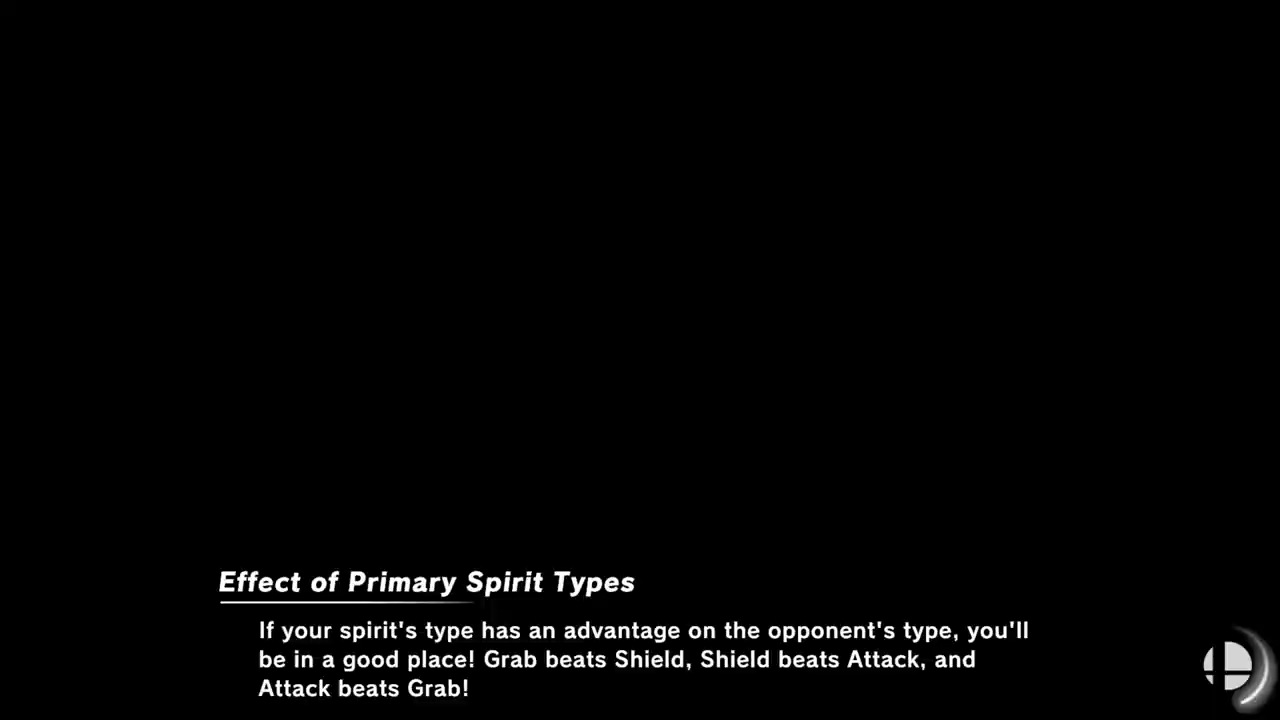 Effect of Primary Spirit Types
If your spirit's type has an advantage on the opponent's type, you'll
be in a good place! Grab beats Shield, Shield beats Attack, and
Attack beats Grab!